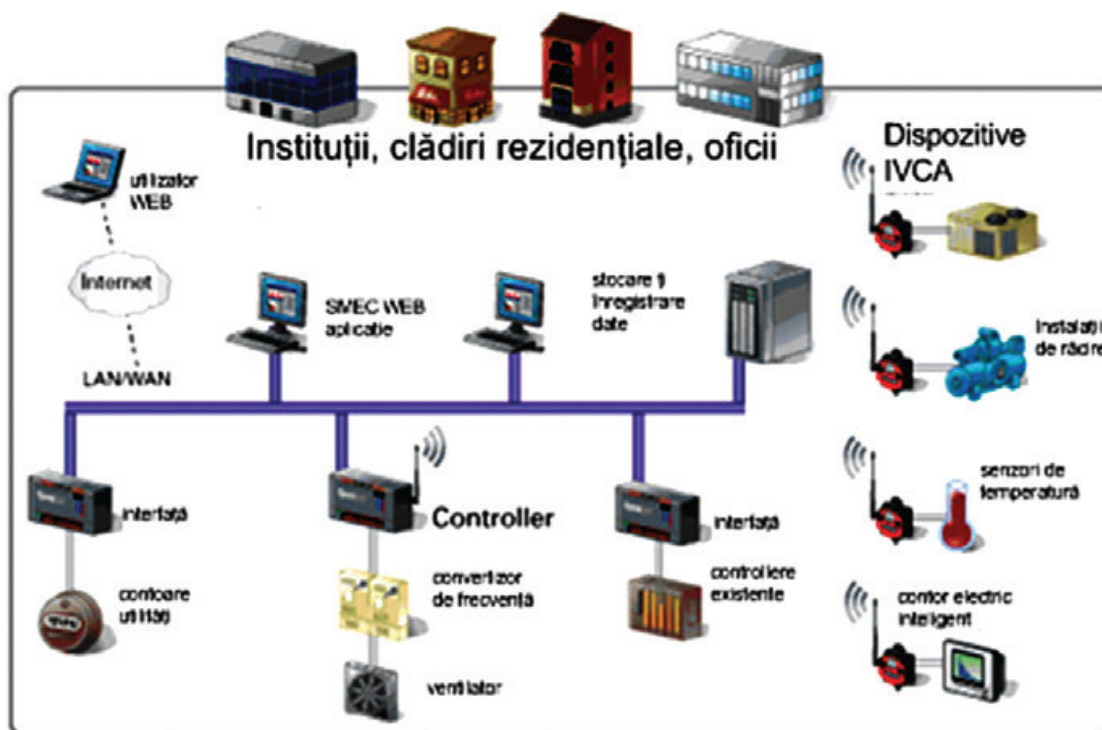 Instituții, clădiri rezidențiale, oficii
Dispozitive
IVCA
utilizator
WEB
Internet
LAN/WAN
SMEC WEB
aplicație
stocare și
înregistrare
date
instalații
de răcire
senzori de
temperatură
contor electric
inteligent
interfață
Controller
interfață
contoare
utilități
convertizor
de frecvență
controllere
existente
ventilator